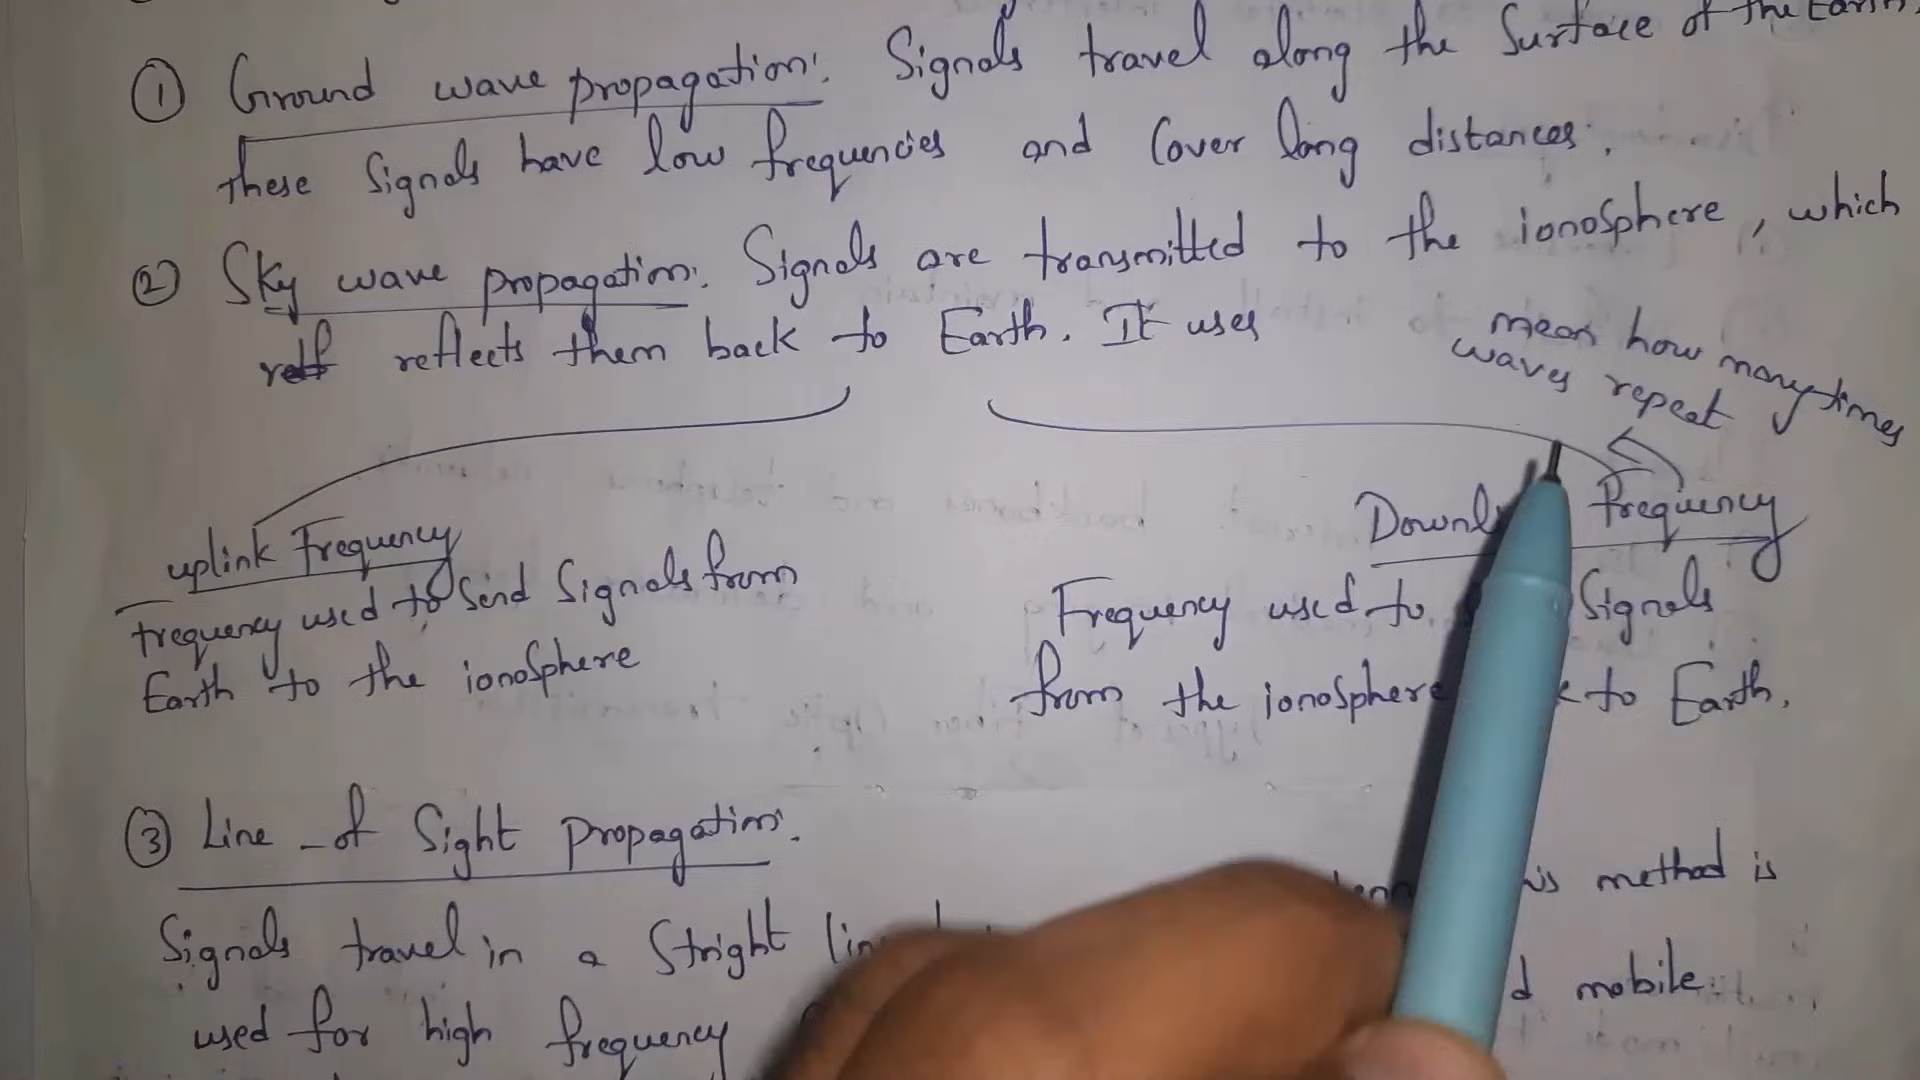 ① Ground wave propagation: Signals travel along the Surface of the Earth,
these Signals have low frequencies and Cover long distances.
② Sky wave propagation: Signals are transmitted to the ionosphere, which
reflects them back to Earth. It uses
mean how many times
waves repeat
uplink Frequency
frequency used to Send Signals from
Earth to the ionosphere
Frequency
Frequency used to Signals
from the ionosphere to Earth.
③ Line-of Sight Propagation:
Signals travel in a Stright method is
used for high frequency mobile.